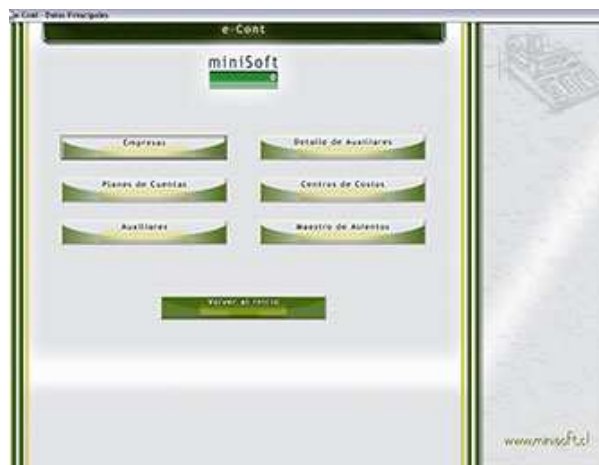 e-Cont - Datos Principales
e-Cont
miniSoft
Empresas
Detalle de Auxiliares
Planes de Cuentas
Centros de Costos
Auxiliares
Maestro de Asientos
Volver al Inicio
www.minisoft.cl